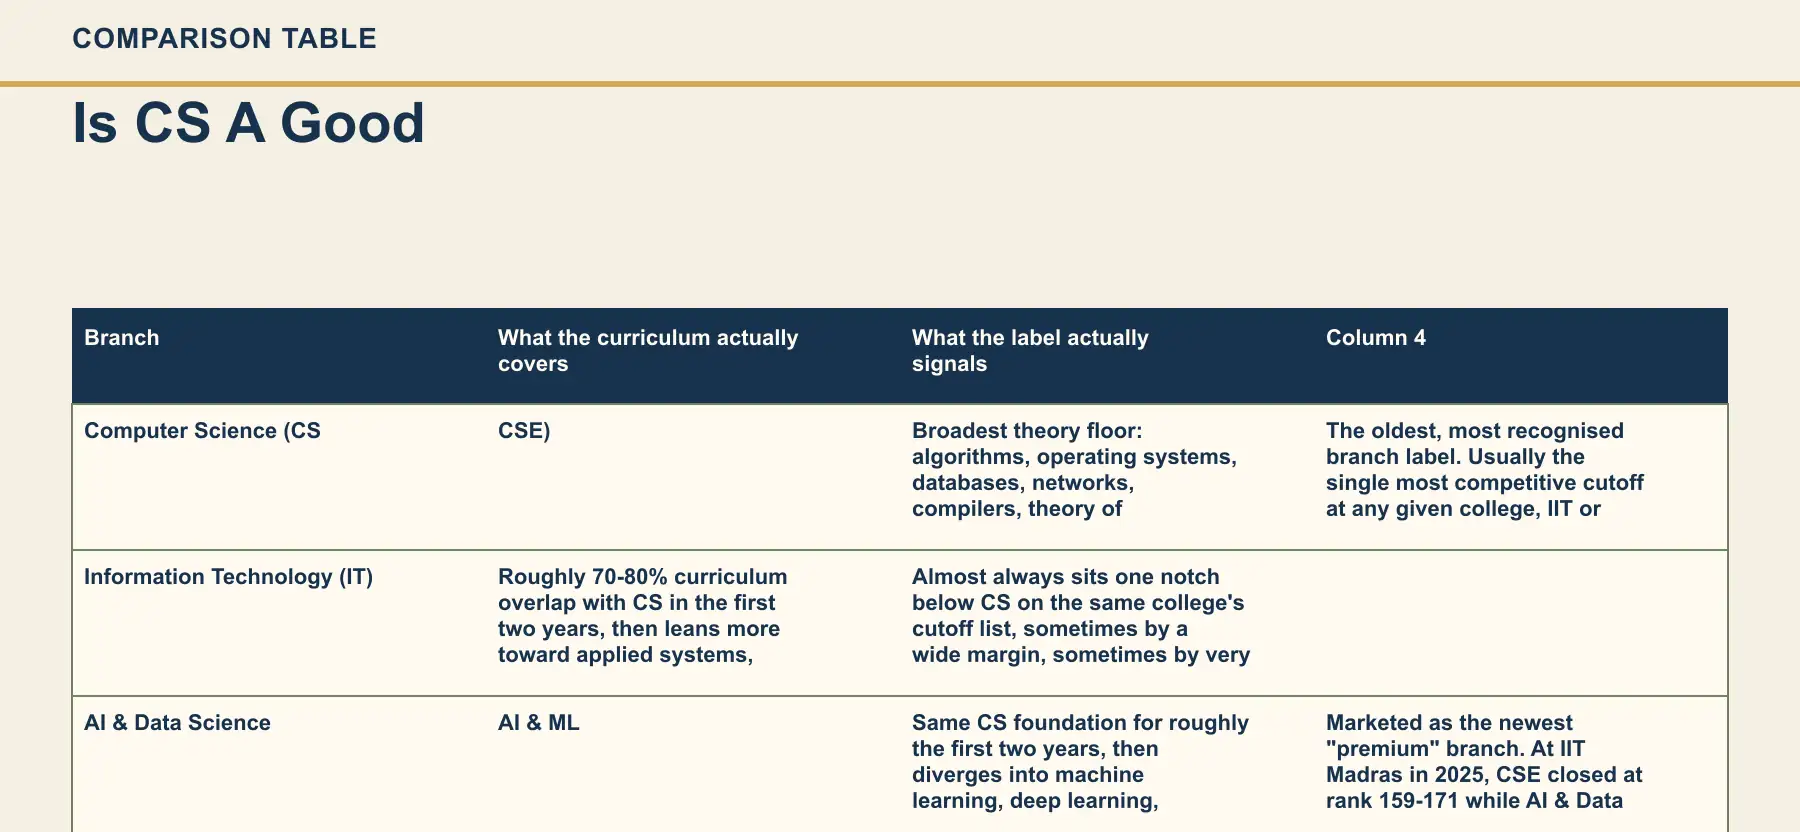 COMPARISON TABLE
Is CS A Good
Branch
What the curriculum actually
covers
What the label actually
signals
Column 4
Computer Science (CS
CSE)
Broadest theory floor:
algorithms, operating systems,
databases, networks,
compilers, theory of
The oldest, most recognised
branch label. Usually the
single most competitive cutoff
at any given college, IIT or
Information Technology (IT)
Roughly 70-80% curriculum
overlap with CS in the first
two years, then leans more
toward applied systems,
Almost always sits one notch
below CS on the same college's
cutoff list, sometimes by a
wide margin, sometimes by very
AI & Data Science
AI & ML
Same CS foundation for roughly
the first two years, then
diverges into machine
learning, deep learning,
Marketed as the newest
"premium" branch. At IIT
Madras in 2025, CSE closed at
rank 159-171 while AI & Data